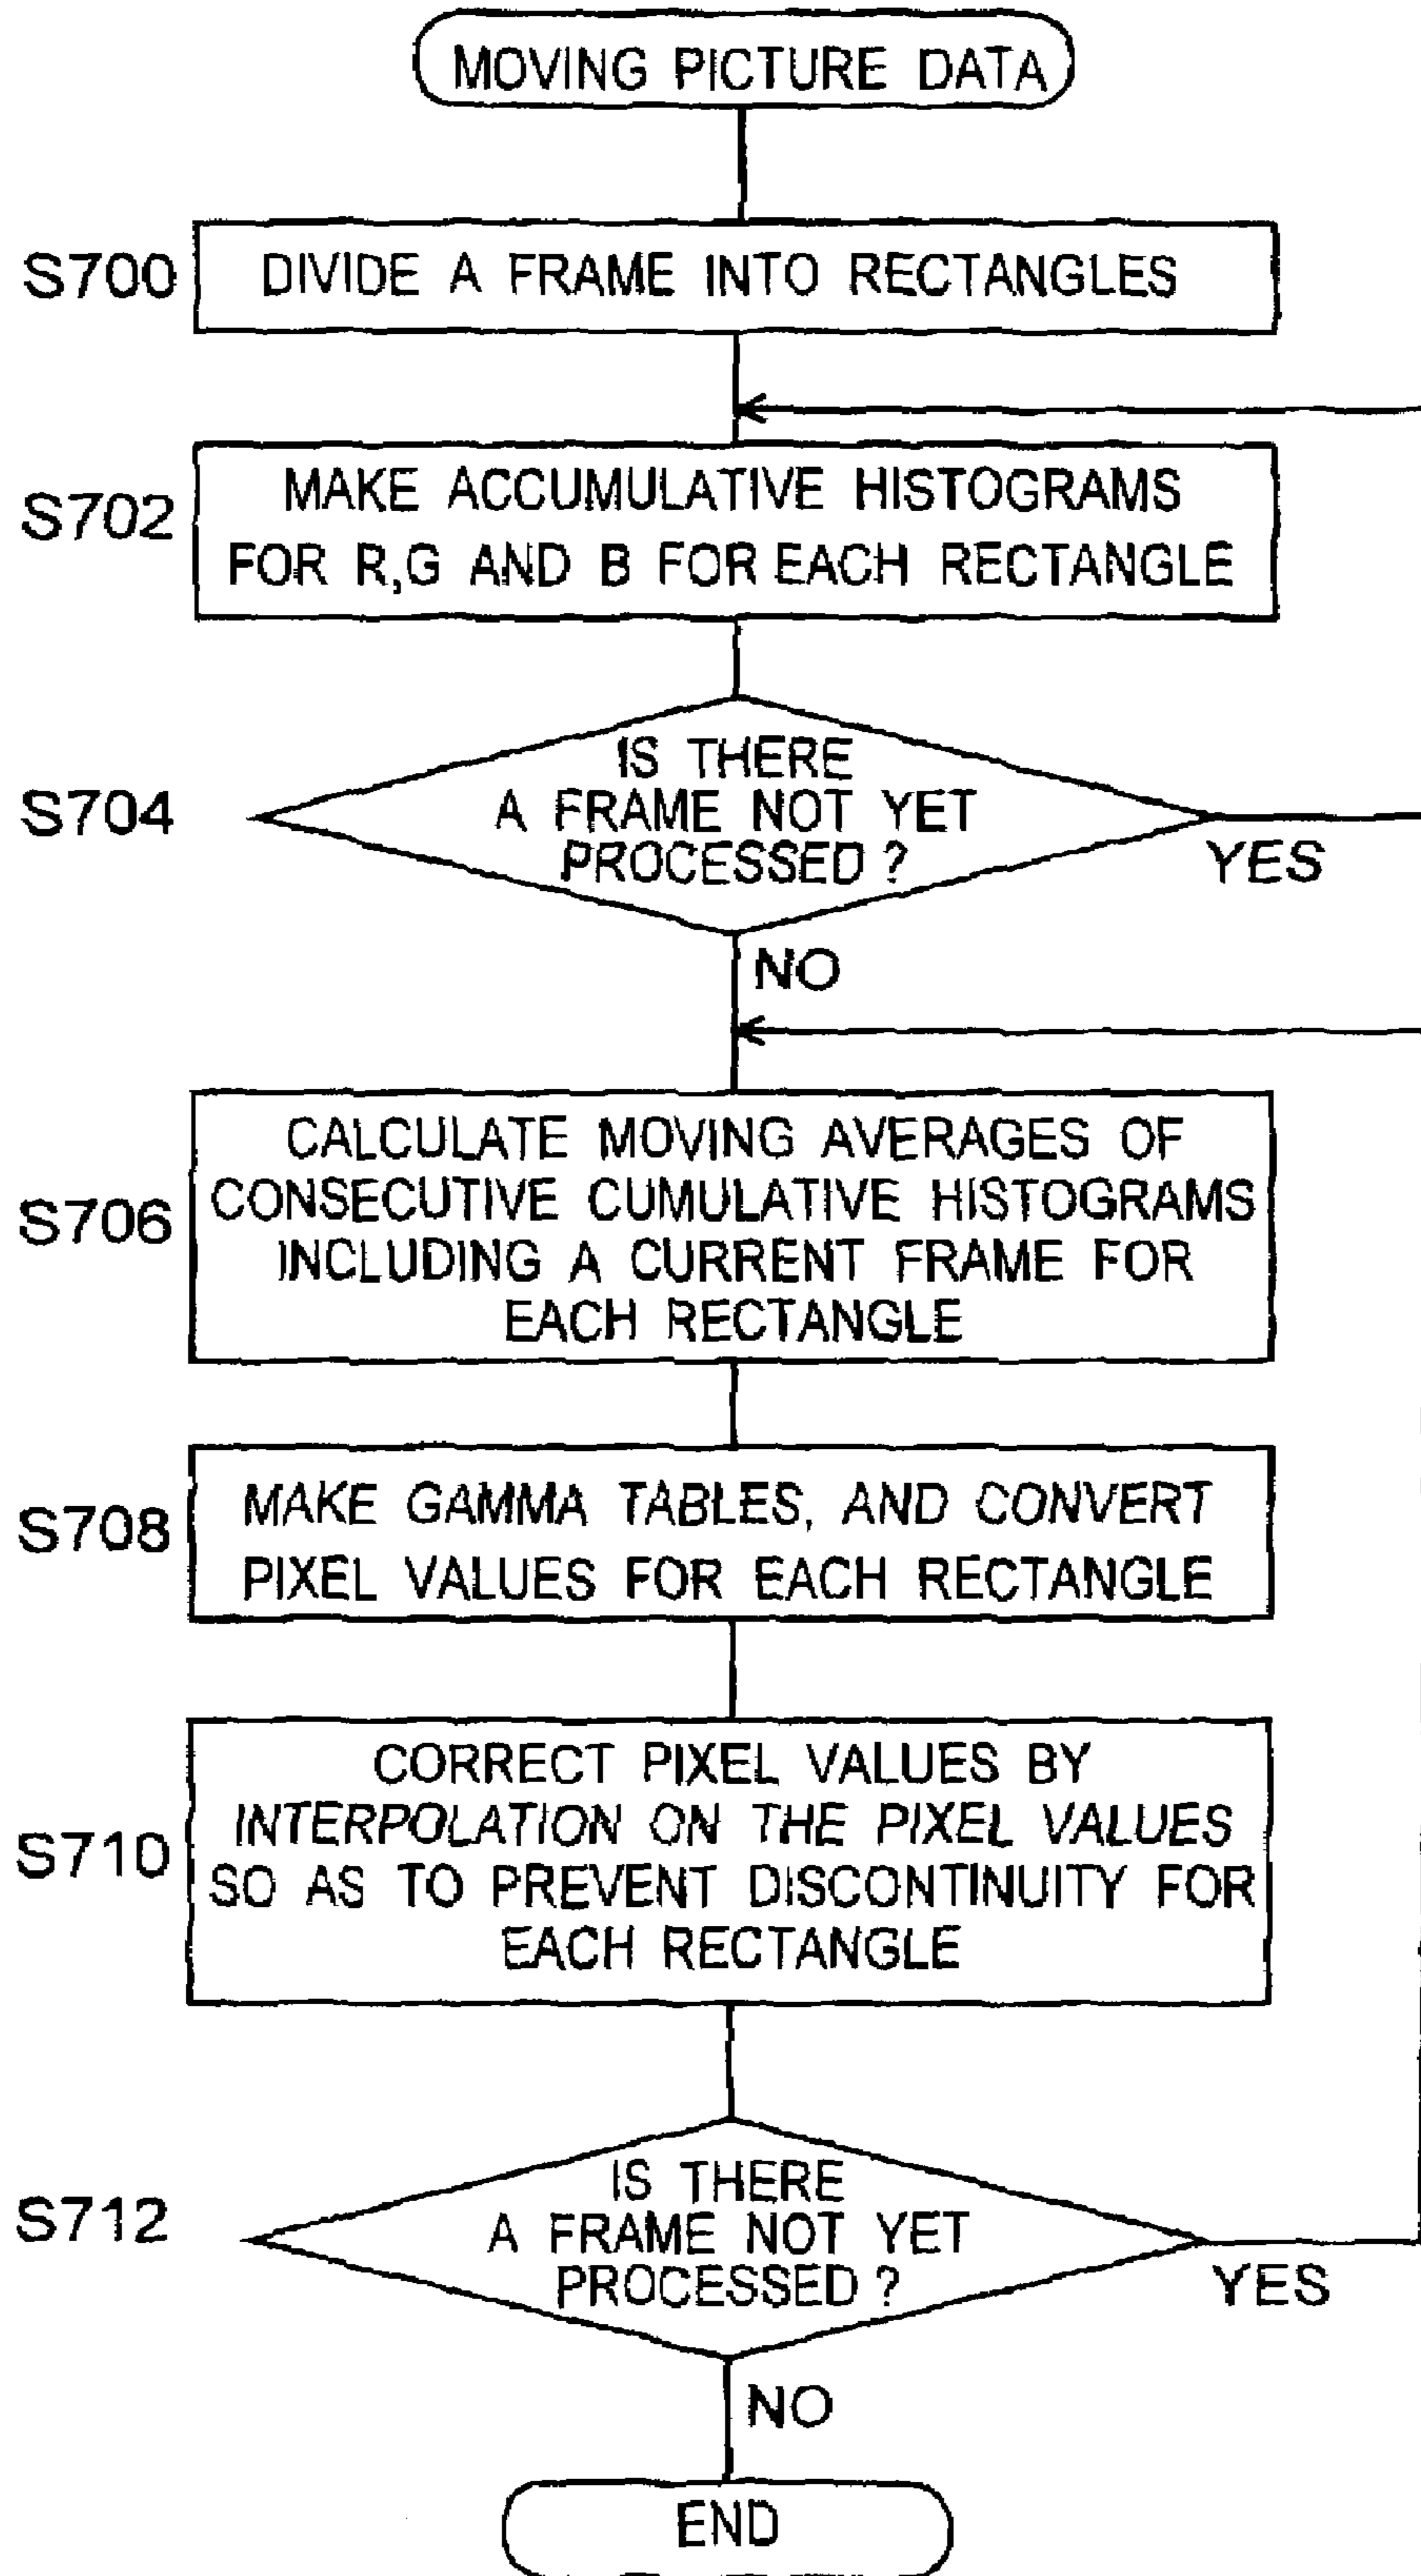 MOVING PICTURE DATA
S700
DIVIDE A FRAME INTO RECTANGLES
S702
MAKE ACCUMULATIVE HISTOGRAMS
FOR R,G AND B FOR EACH RECTANGLE
S704
IS THERE
A FRAME NOT YET
PROCESSED ?
YES
NO
S706
CALCULATE MOVING AVERAGES OF
CONSECUTIVE CUMULATIVE HISTOGRAMS
INCLUDING A CURRENT FRAME FOR
EACH RECTANGLE
S708
MAKE GAMMA TABLES, AND CONVERT
PIXEL VALUES FOR EACH RECTANGLE
S710
CORRECT PIXEL VALUES BY
INTERPOLATION ON THE PIXEL VALUES
SO AS TO PREVENT DISCONTINUITY FOR
EACH RECTANGLE
S712
IS THERE
A FRAME NOT YET
PROCESSED ?
YES
NO
END